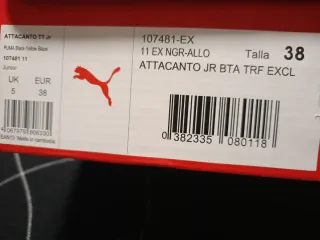 ATTACANTO TT Jr
PUMA Black-Yellow Blaze
107481 11
Junior
UK EUR
5 38
107481-EX
11 EX NGR-ALLO Talla 38
ATTACANTO JR BTA TRF EXCL
0 382335 080118
Made in Cambodia